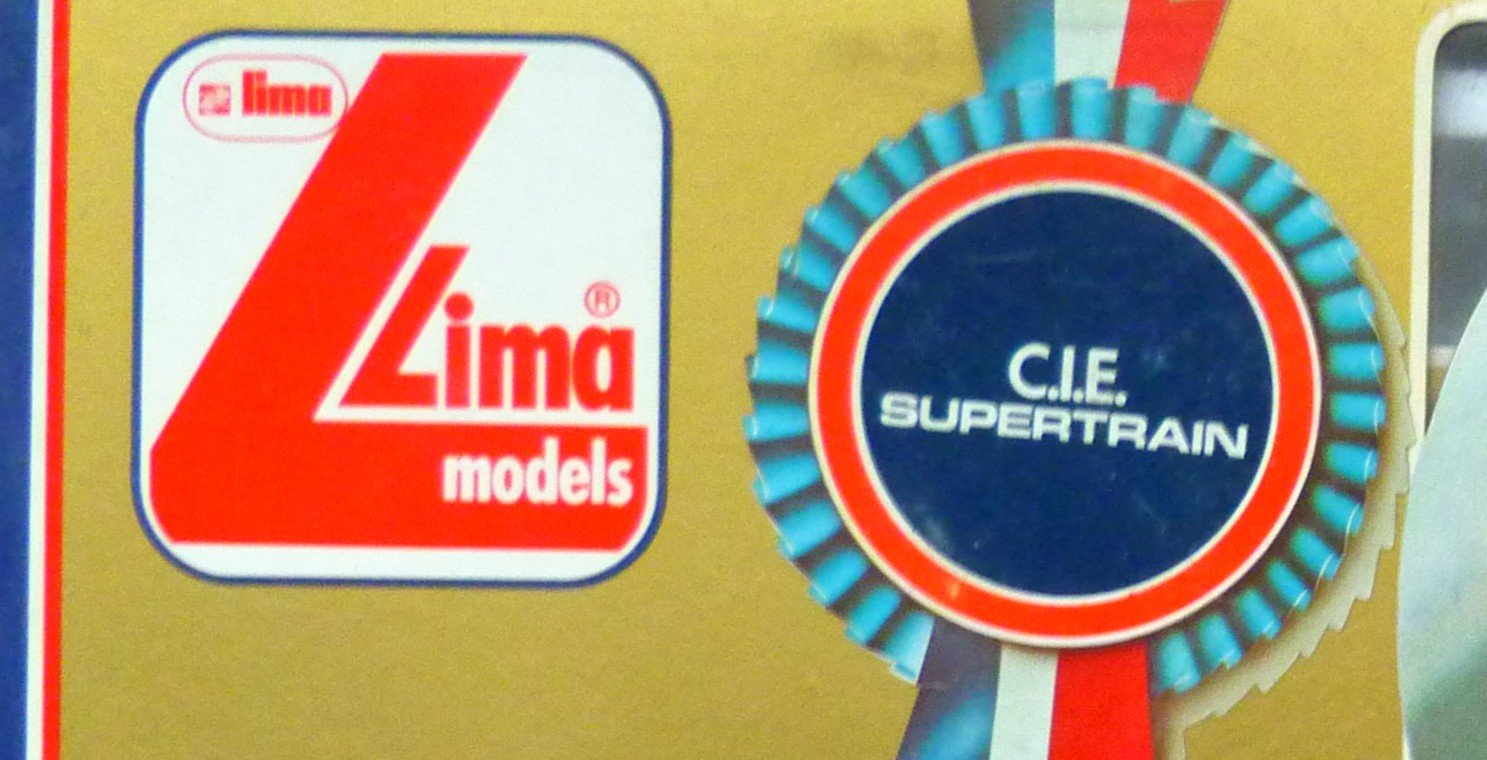 lima
Lima®
models
C.I.E.
SUPERTRAIN